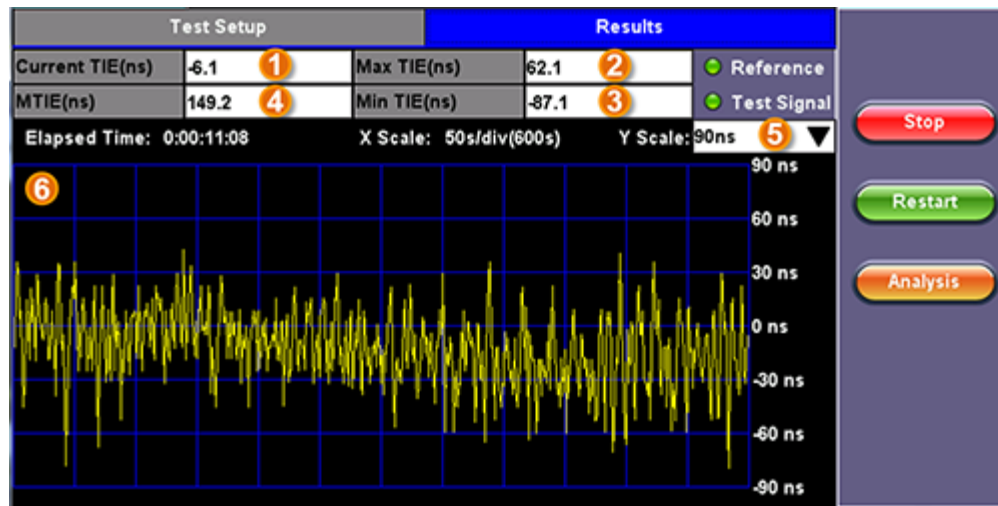 Test Setup Results
Current TIE(ns) -6.1 1 Max TIE(ns) 62.1 2 Reference
MTIE(ns) 149.2 4 Min TIE(ns) -87.1 3 Test Signal
Elapsed Time: 0:00:11:08 X Scale: 50s/div(600s) Y Scale: 90ns 5
Stop
6
90 ns
60 ns
Restart
30 ns
Analysis
0 ns
-30 ns
-60 ns
-90 ns